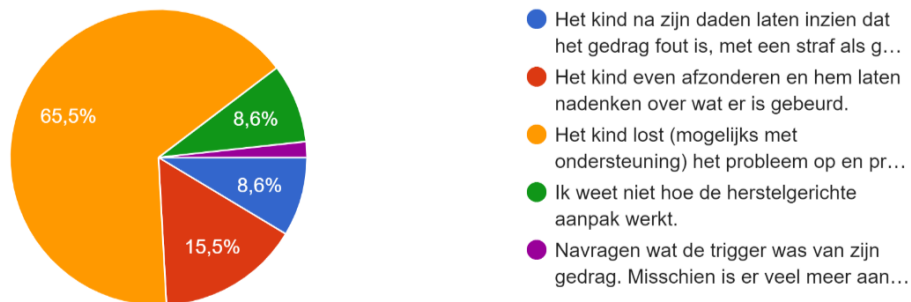 65,5%
8,6%
8,6%
15,5%
Het kind na zijn daden laten inzien dat
het gedrag fout is, met een straf als g...
Het kind even afzonderen en hem laten
nadenken over wat er is gebeurd.
Het kind lost (mogelijks met
ondersteuning) het probleem op en pr...
Ik weet niet hoe de herstelgerichte
aanpak werkt.
Navragen wat de trigger was van zijn
gedrag. Misschien is er veel meer aan...